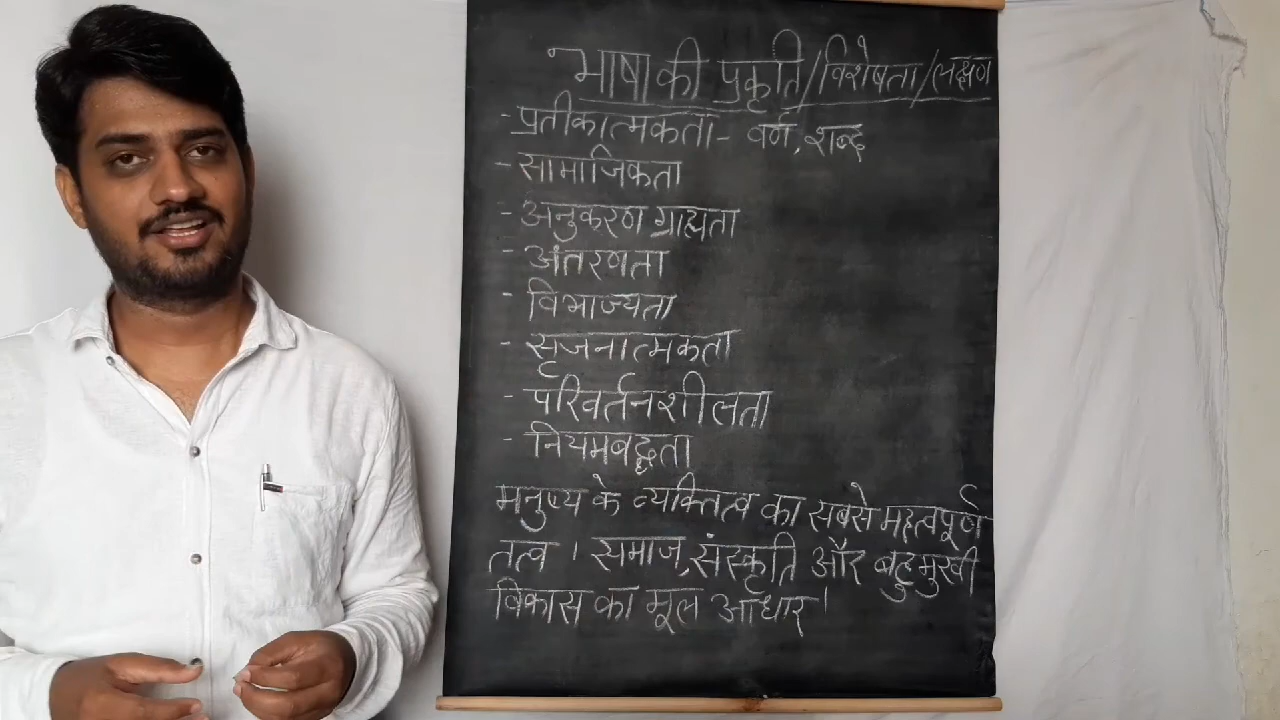 भाषा की प्रकृति/विशेषता/लक्षण
- प्रतीकात्मकता - वर्ण, शब्द
- सामाजिकता
- अनुकरण ग्राह्यता
- अंतरणता
- विभाज्यता
- सृजनात्मकता
- परिवर्तनशीलता
- नियमबद्धता
मनुष्य के व्यक्तित्व का सबसे महत्वपूर्ण
तत्व । समाज, संस्कृति और बहुमुखी
विकास का मूल आधार ।